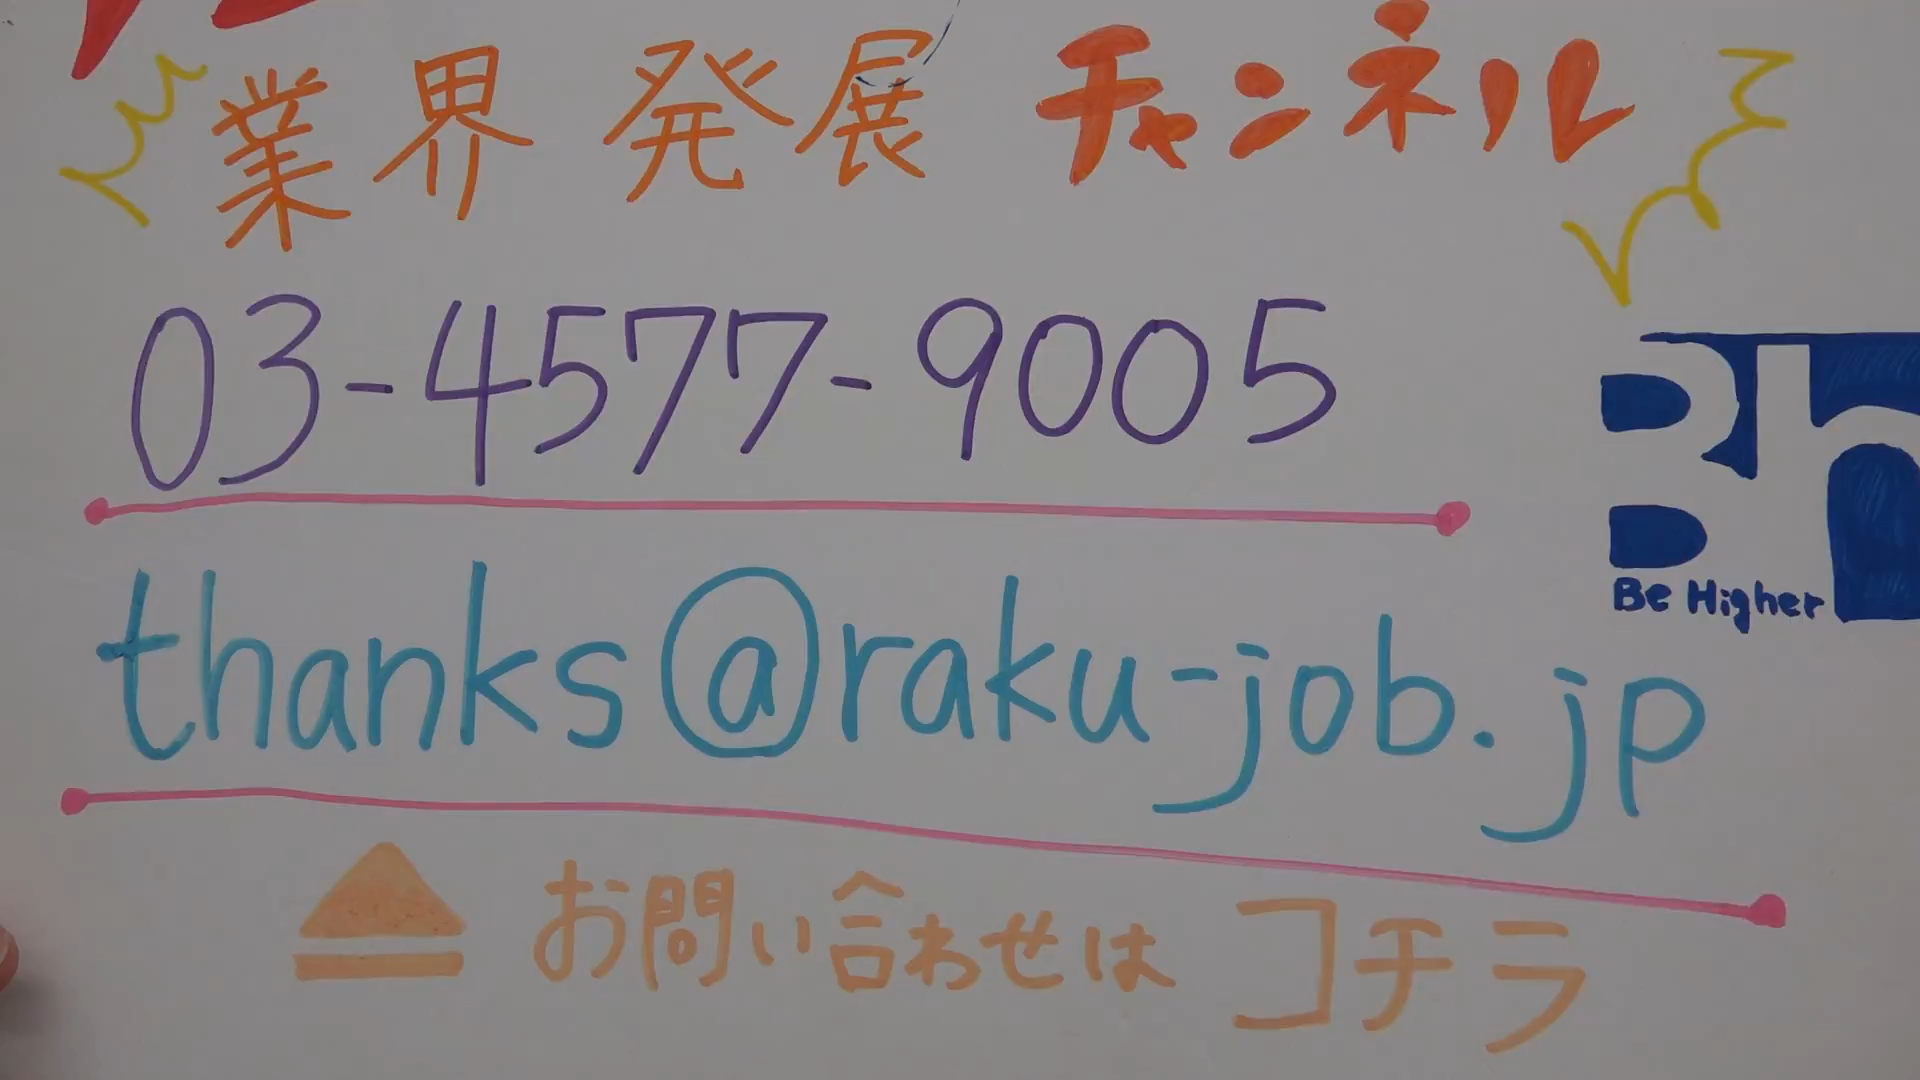 業界発展チャンネル
03-4577-9005
Be Higher
thanks@raku-job.jp
お問い合わせはコチラ